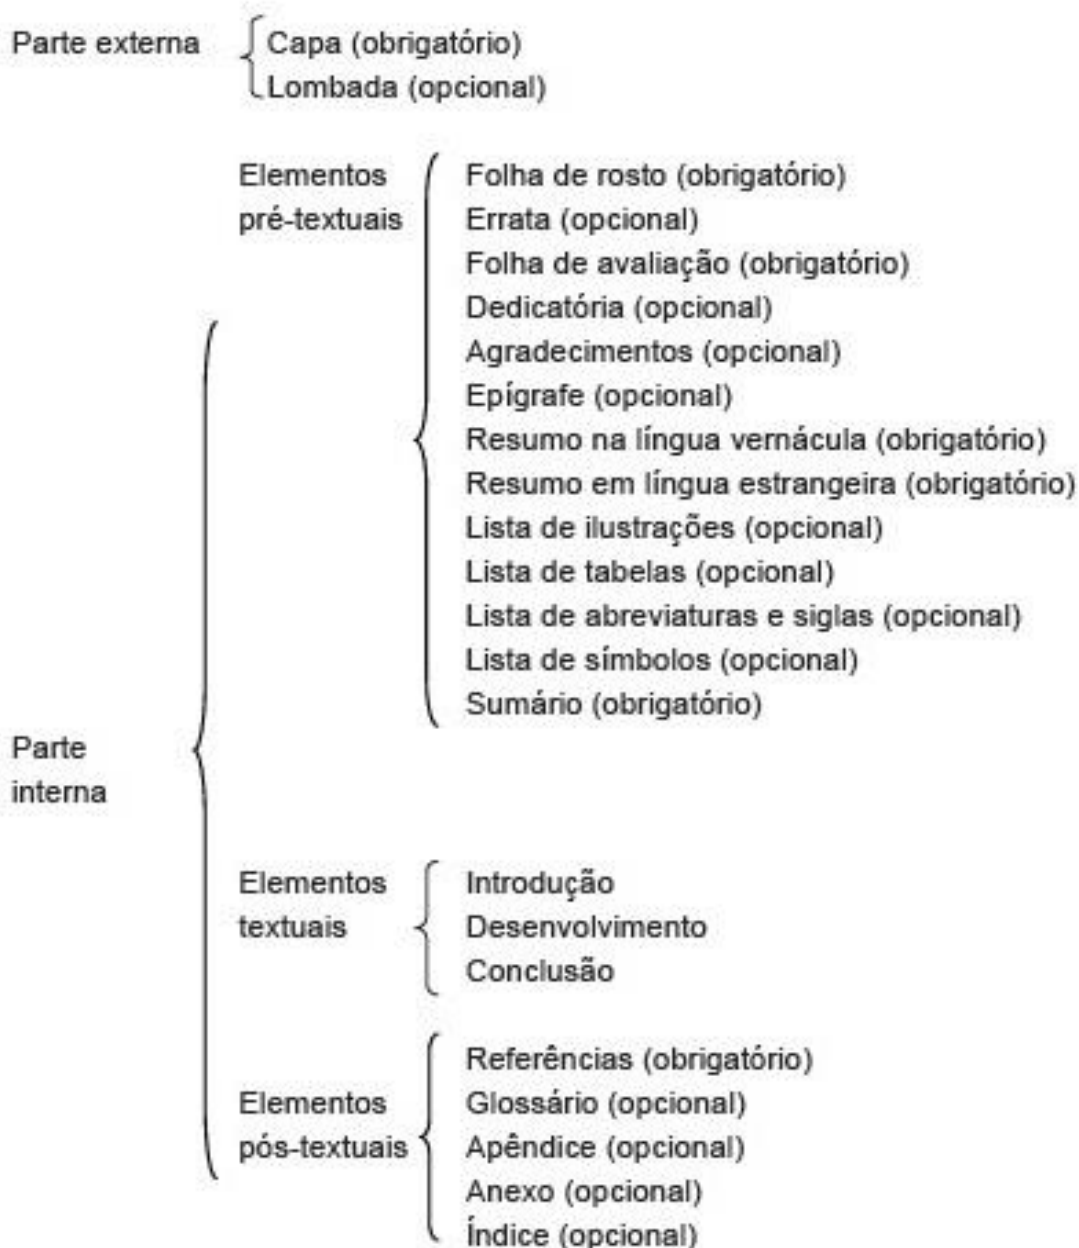 Parte externa
Capa (obrigatório)
Lombada (opcional)
Parte
interna
Elementos
pré-textuais
Folha de rosto (obrigatório)
Errata (opcional)
Folha de avaliação (obrigatório)
Dedicatória (opcional)
Agradecimentos (opcional)
Epígrafe (opcional)
Resumo na língua vernácula (obrigatório)
Resumo em língua estrangeira (obrigatório)
Lista de ilustrações (opcional)
Lista de tabelas (opcional)
Lista de abreviaturas e siglas (opcional)
Lista de símbolos (opcional)
Sumário (obrigatório)
Elementos
textuais
Introdução
Desenvolvimento
Conclusão
Elementos
pós-textuais
Referências (obrigatório)
Glossário (opcional)
Apêndice (opcional)
Anexo (opcional)
Índice (opcional)